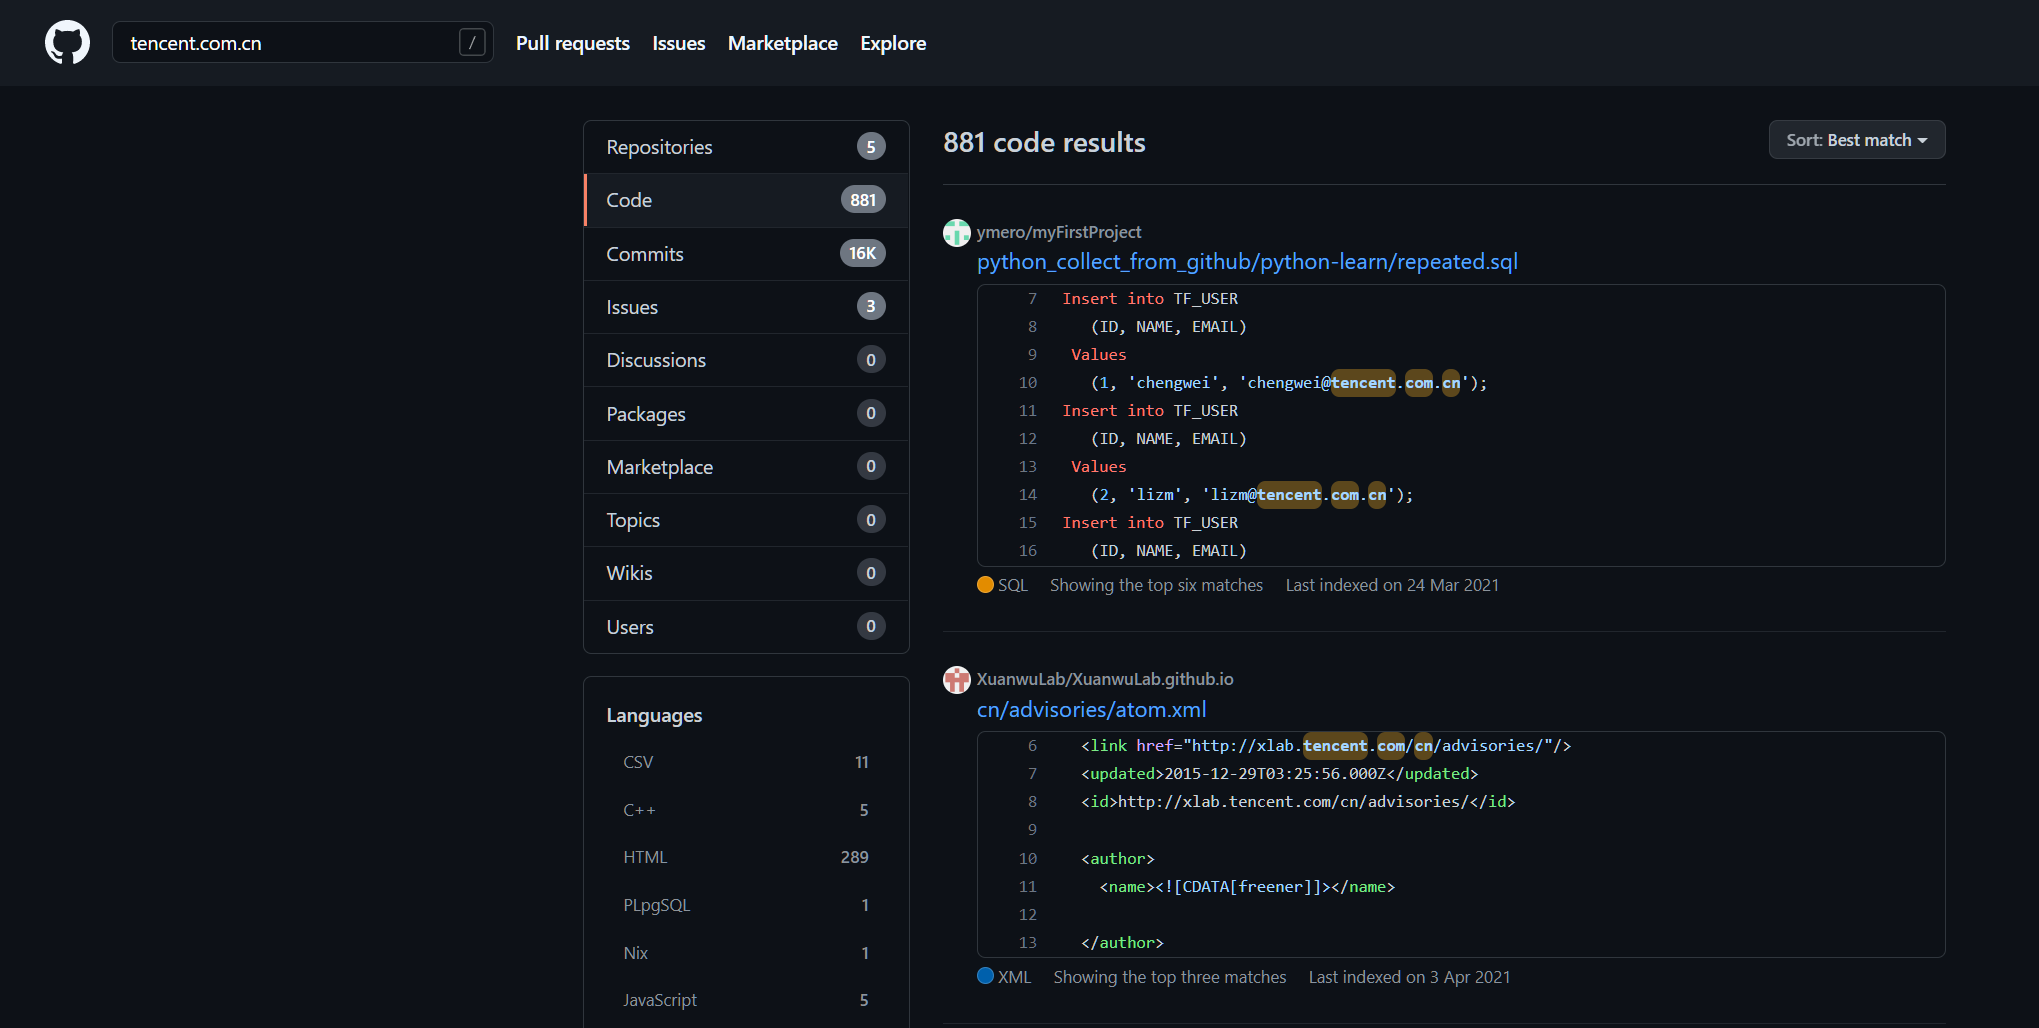 tencent.com.cn /
Pull requests Issues Marketplace Explore
Repositories 5
Code 881
Commits 16K
Issues 3
Discussions 0
Packages 0
Marketplace 0
Topics 0
Wikis 0
Users 0
Languages
CSV 11
C++ 5
HTML 289
PLpgSQL 1
Nix 1
JavaScript 5
881 code results
Sort: Best match
ymero/myFirstProject
python_collect_from_github/python-learn/repeated.sql
7 Insert into TF_USER
8 (ID, NAME, EMAIL)
9 Values
10 (1, 'chengwei', 'chengwei@tencent.com.cn');
11 Insert into TF_USER
12 (ID, NAME, EMAIL)
13 Values
14 (2, 'lizm', 'lizm@tencent.com.cn');
15 Insert into TF_USER
16 (ID, NAME, EMAIL)
SQL Showing the top six matches Last indexed on 24 Mar 2021
XuanwuLab/XuanwuLab.github.io
cn/advisories/atom.xml
6 <link href="http://xlab.tencent.com/cn/advisories/"/>
7 <updated>2015-12-29T03:25:56.000Z</updated>
8 <id>http://xlab.tencent.com/cn/advisories/</id>
9
10 <author>
11 <name><![CDATA[freener]]></name>
12
13 </author>
XML Showing the top three matches Last indexed on 3 Apr 2021